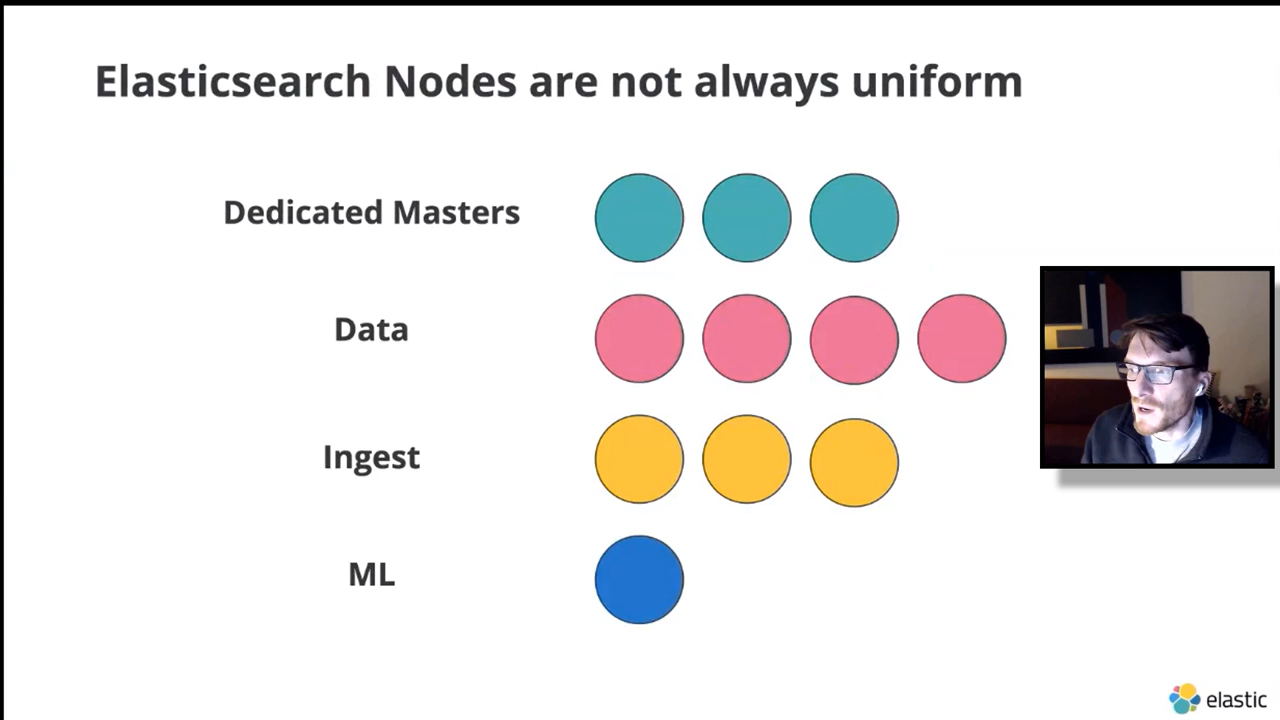 Elasticsearch Nodes are not always uniform
Dedicated Masters
Data
Ingest
ML
elastic